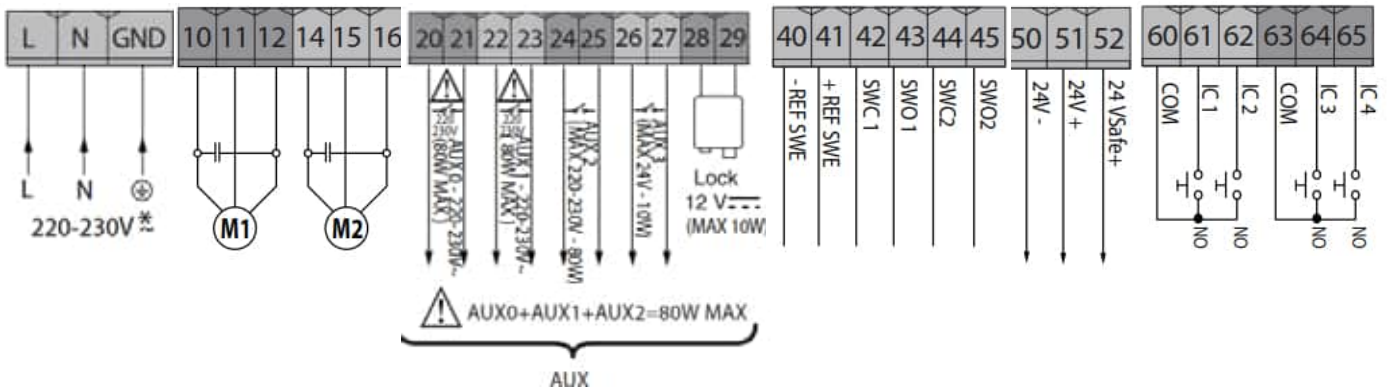 L N GND 10 11 12 14 15 16 20 21 22 23 24 25 26 27 28 29 40 41 42 43 44 45 50 51 52 60 61 62 63 64 65
L N
220-230V
M1 M2
220
230V
AUX 0 - 220-230V~
(80W MAX)
220
230V
AUX 1 - 220-230V~
(80W MAX)
AUX 2
(MAX 220-230V - 80W)
AUX 3
(MAX 24V - 10W)
Lock
12 V
(MAX 10W)
- REF SWE
+ REF SWE
SWC 1
SWO 1
SWC2
SWO2
24V -
24V +
24 VSafe+
COM
IC 1
IC 2
COM
IC 3
IC 4
NO
NO
NO
NO
AUX0+AUX1+AUX2=80W MAX
AUX